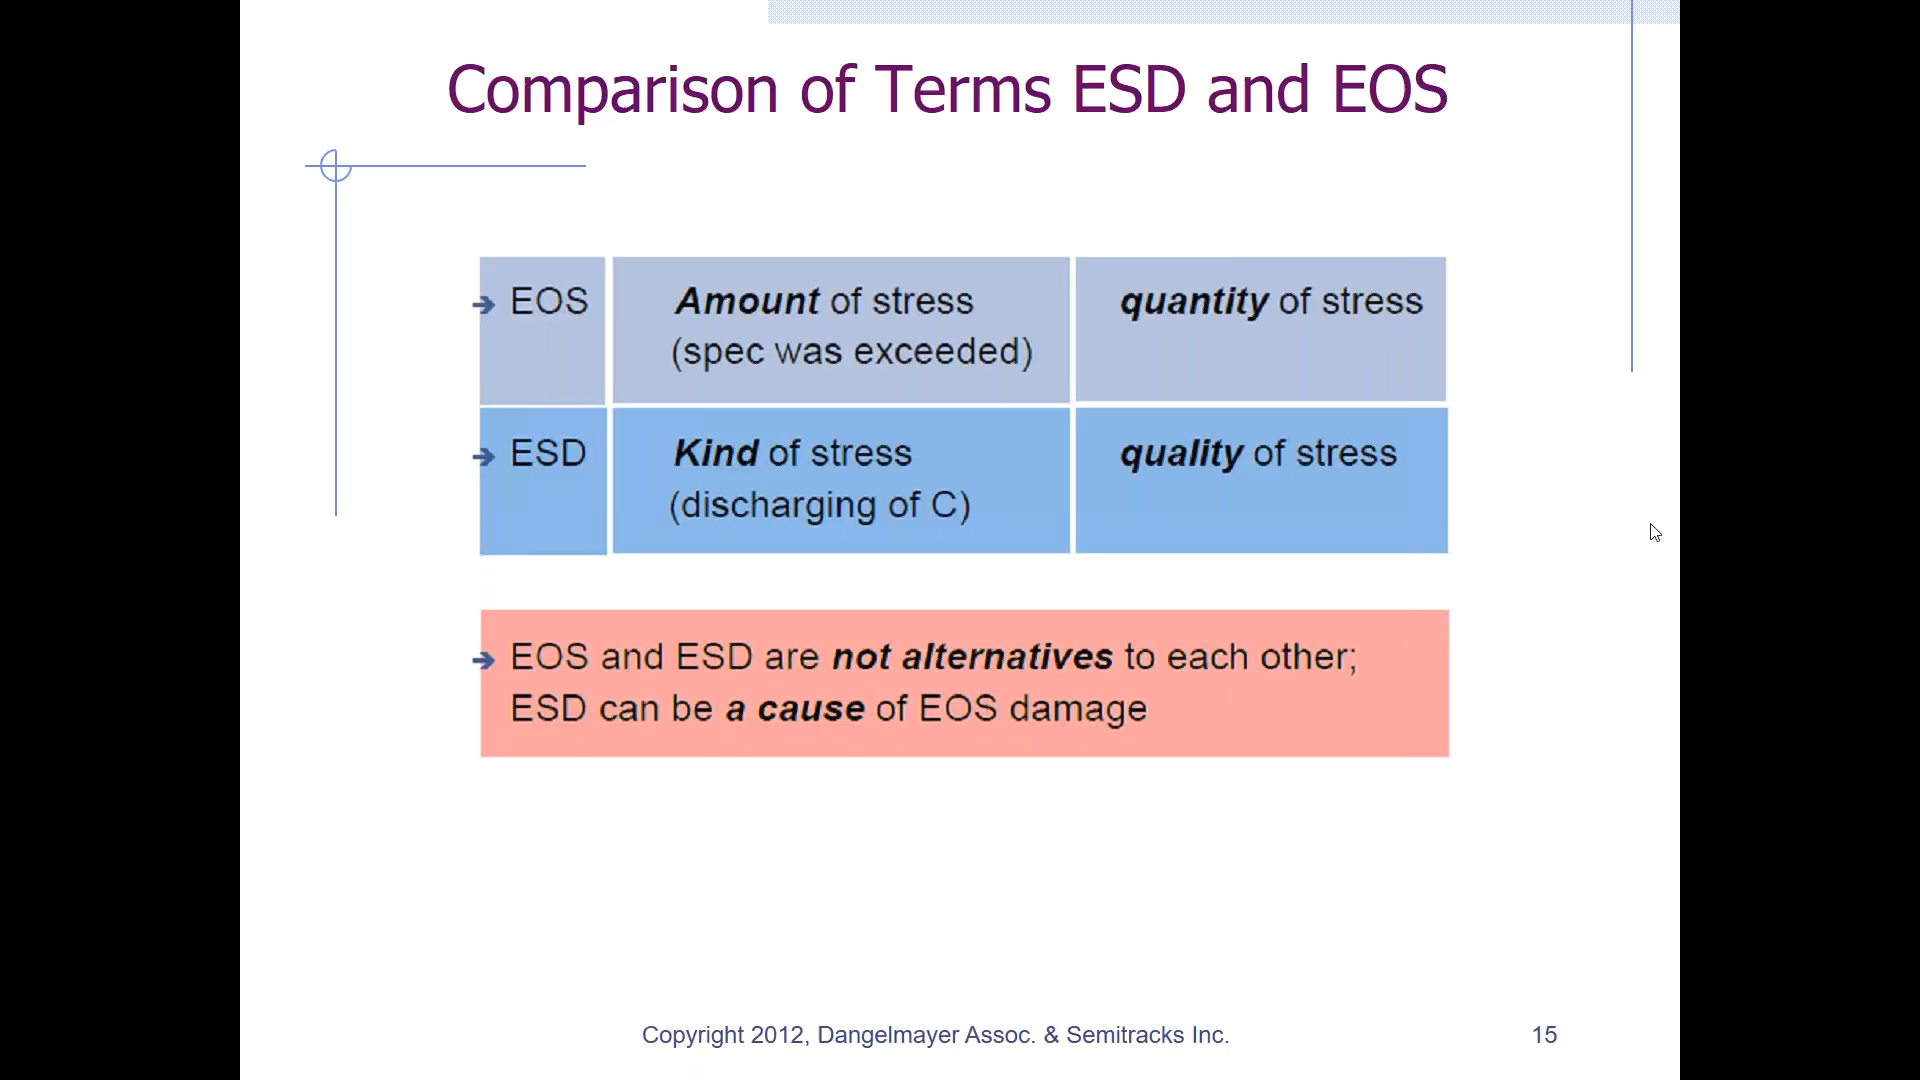 Comparison of Terms ESD and EOS
EOS
Amount of stress
(spec was exceeded)
quantity of stress
ESD
Kind of stress
(discharging of C)
quality of stress
EOS and ESD are not alternatives to each other;
ESD can be a cause of EOS damage
Copyright 2012, Dangelmayer Assoc. & Semitracks Inc.
15